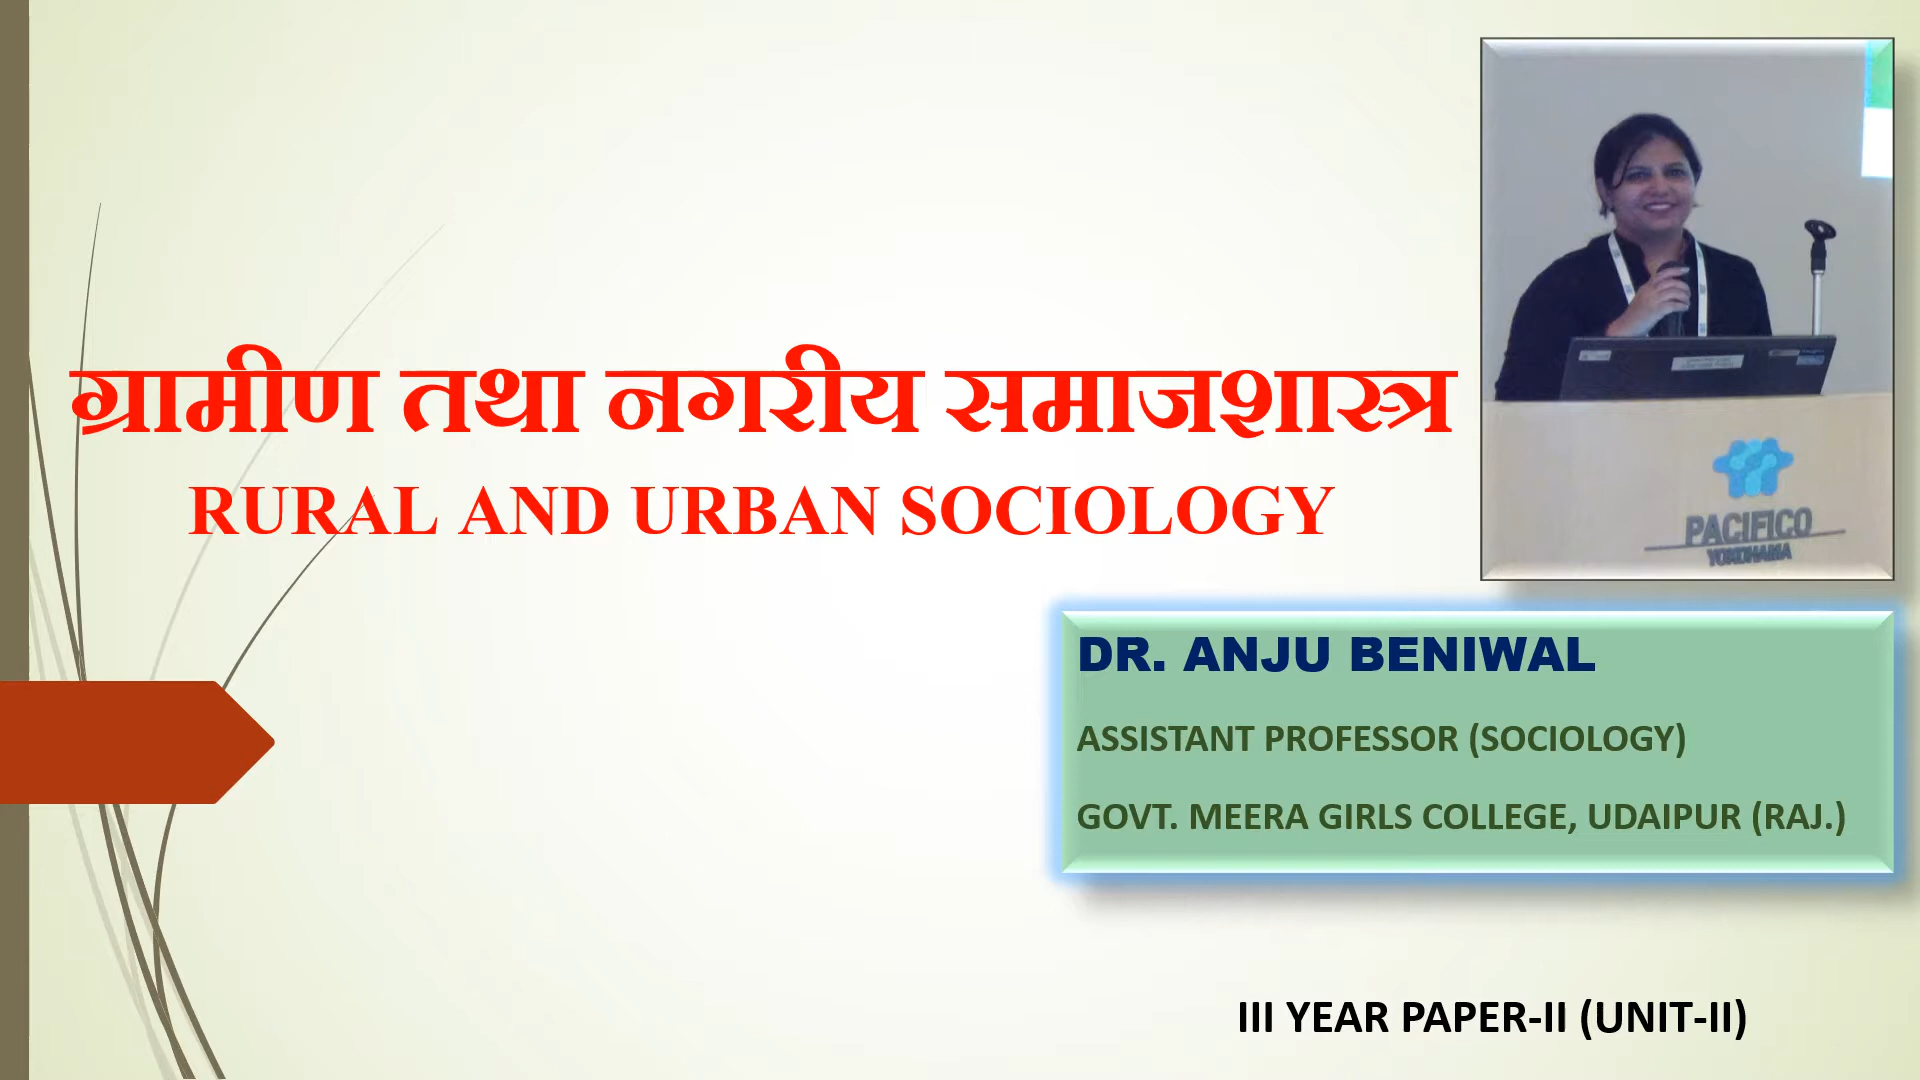 ग्रामीण तथा नगरीय समाजशास्त्र
RURAL AND URBAN SOCIOLOGY
PACIFICO
YOKOHAMA
DR. ANJU BENIWAL
ASSISTANT PROFESSOR (SOCIOLOGY)
GOVT. MEERA GIRLS COLLEGE, UDAIPUR (RAJ.)
III YEAR PAPER-II (UNIT-II)